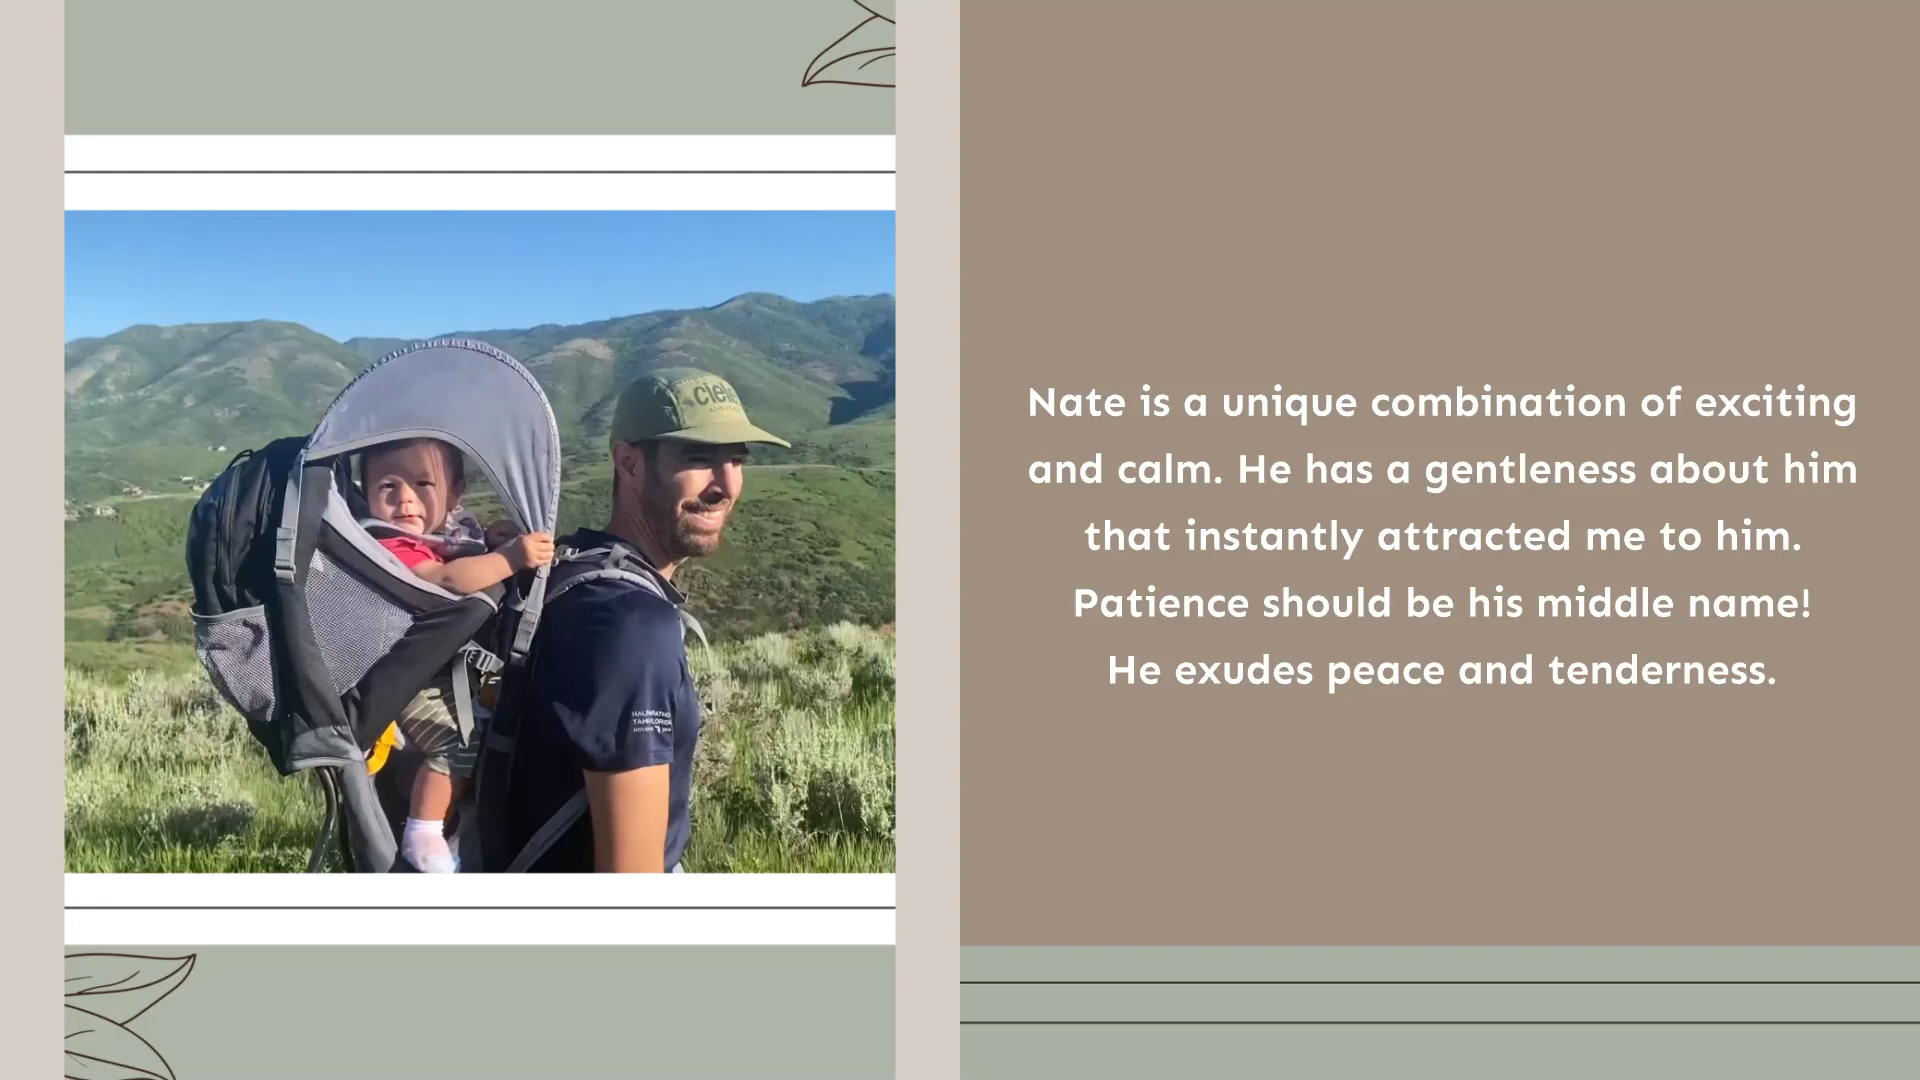 ciele
Nate is a unique combination of exciting
and calm. He has a gentleness about him
that instantly attracted me to him.
Patience should be his middle name!
He exudes peace and tenderness.